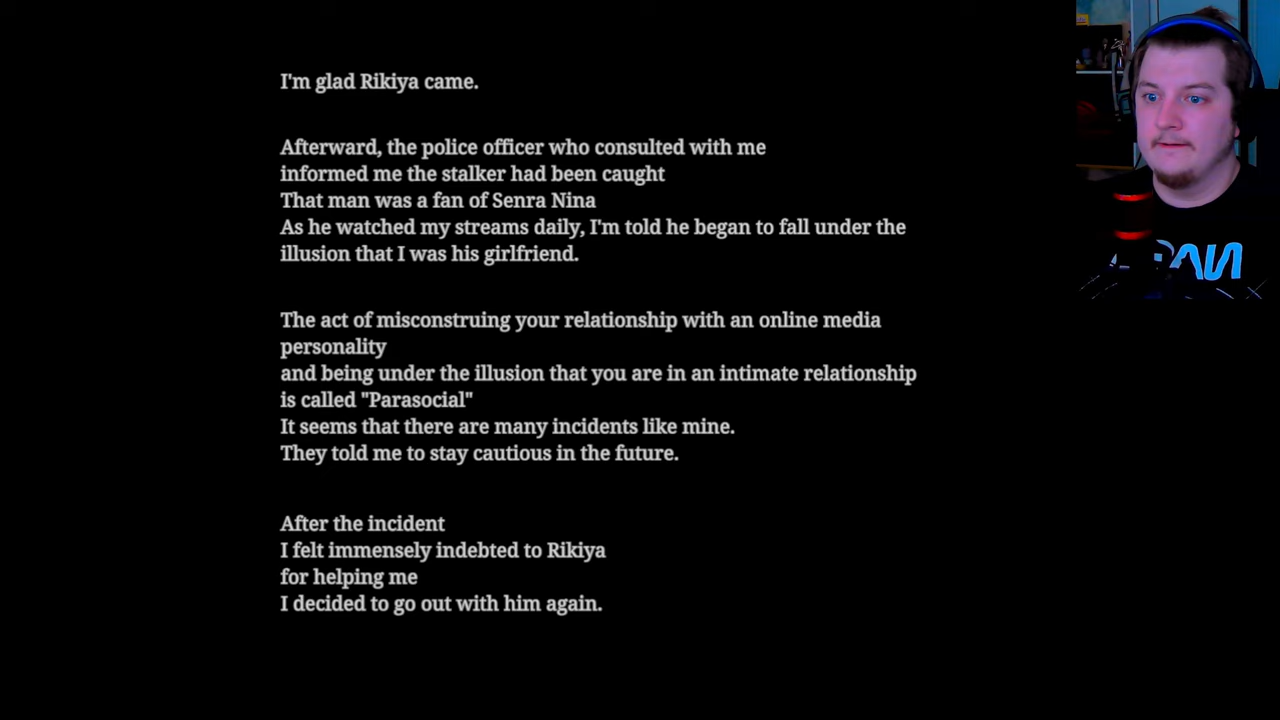 I'm glad Rikiya came.
Afterward, the police officer who consulted with me
informed me the stalker had been caught
That man was a fan of Senra Nina
As he watched my streams daily, I'm told he began to fall under the
illusion that I was his girlfriend.
The act of misconstruing your relationship with an online media
personality
and being under the illusion that you are in an intimate relationship
is called "Parasocial"
It seems that there are many incidents like mine.
They told me to stay cautious in the future.
After the incident
I felt immensely indebted to Rikiya
for helping me
I decided to go out with him again.